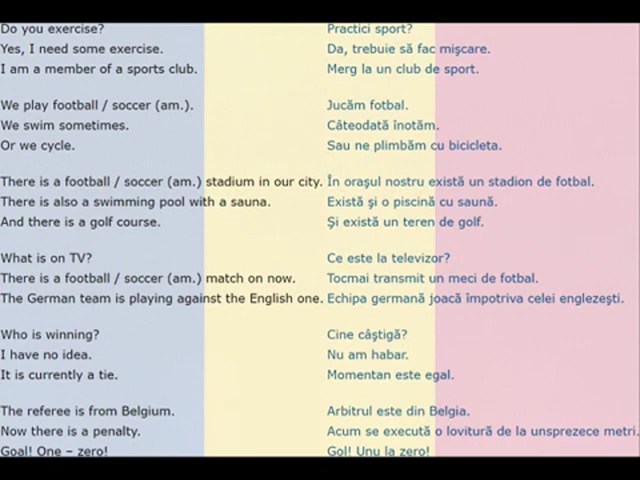 Do you exercise? Practici sport?
Yes, I need some exercise. Da, trebuie să fac mişcare.
I am a member of a sports club. Merg la un club de sport.
We play football / soccer (am.). Jucăm fotbal.
We swim sometimes. Câteodată înotăm.
Or we cycle. Sau ne plimbăm cu bicicleta.
There is a football / soccer (am.) stadium in our city. În oraşul nostru există un stadion de fotbal.
There is also a swimming pool with a sauna. Există şi o piscină cu saună.
And there is a golf course. Şi există un teren de golf.
What is on TV? Ce este la televizor?
There is a football / soccer (am.) match on now. Tocmai transmit un meci de fotbal.
The German team is playing against the English one. Echipa germană joacă împotriva celei englezeşti.
Who is winning? Cine câştigă?
I have no idea. Nu am habar.
It is currently a tie. Momentan este egal.
The referee is from Belgium. Arbitrul este din Belgia.
Now there is a penalty. Acum se execută o lovitură de la unsprezece metri.
Goal! One – zero! Gol! Unu la zero!